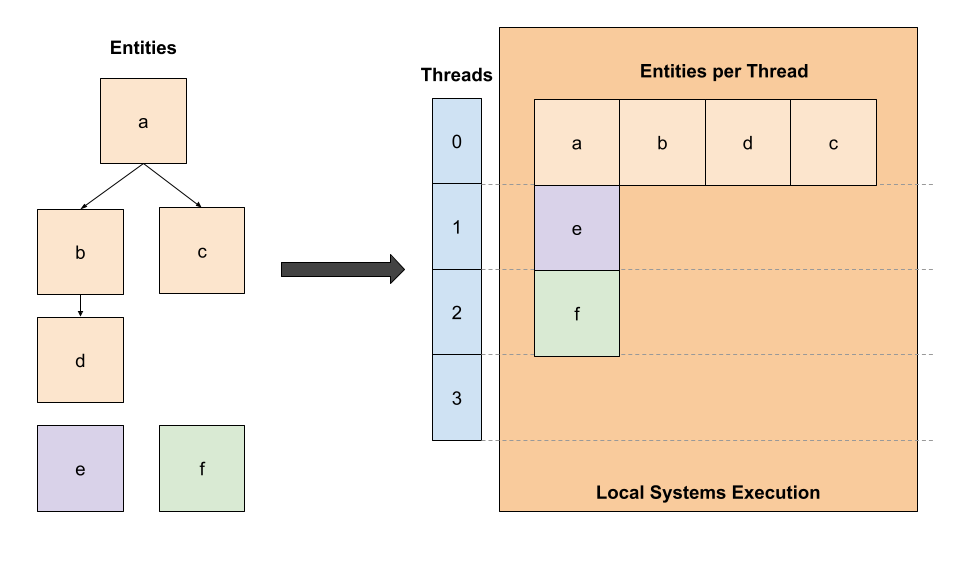 Entities
a
b
c
d
e
f
Threads
0
1
2
3
Entities per Thread
a b d c
e
f
Local Systems Execution